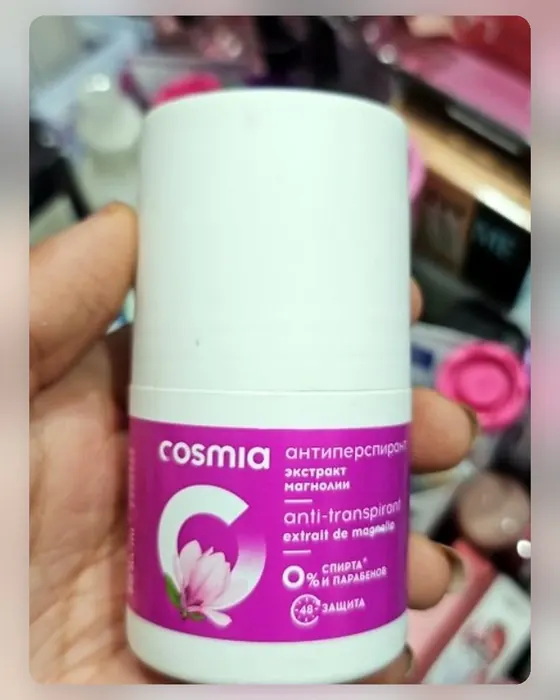 cosmia
антиперспирант
экстракт
магнолии
anti-transpirant
extrait de magnolia
0% СПИРТА*
И ПАРАБЕНОВ
48 ЗАЩИТА